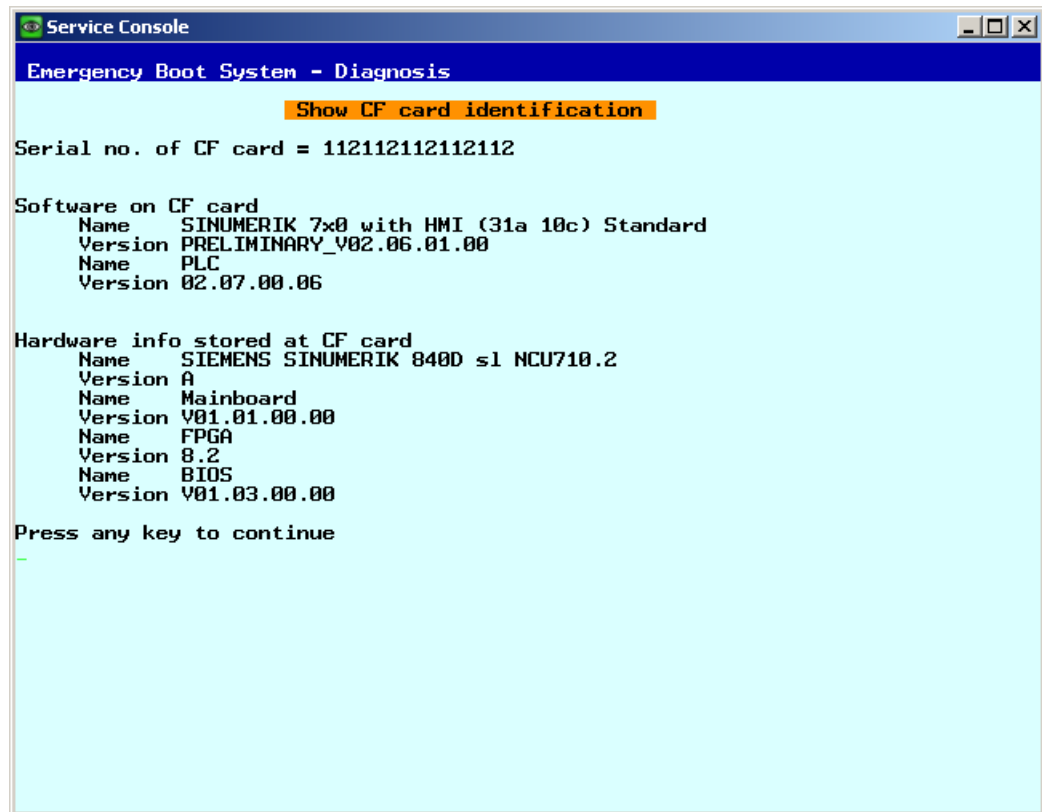 Service Console
Emergency Boot System - Diagnosis
Show CF card identification
Serial no. of CF card = 112112112112112
Software on CF card
Name SINUMERIK 7x0 with HMI (31a 10c) Standard
Version PRELIMINARY_V02.06.01.00
Name PLC
Version 02.07.00.06
Hardware info stored at CF card
Name SIEMENS SINUMERIK 840D sl NCU710.2
Version A
Name Mainboard
Version V01.01.00.00
Name FPGA
Version 8.2
Name BIOS
Version V01.03.00.00
Press any key to continue